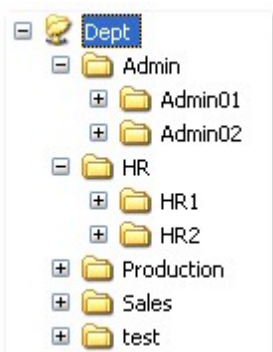 Dept
Admin
Admin01
Admin02
HR
HR1
HR2
Production
Sales
test